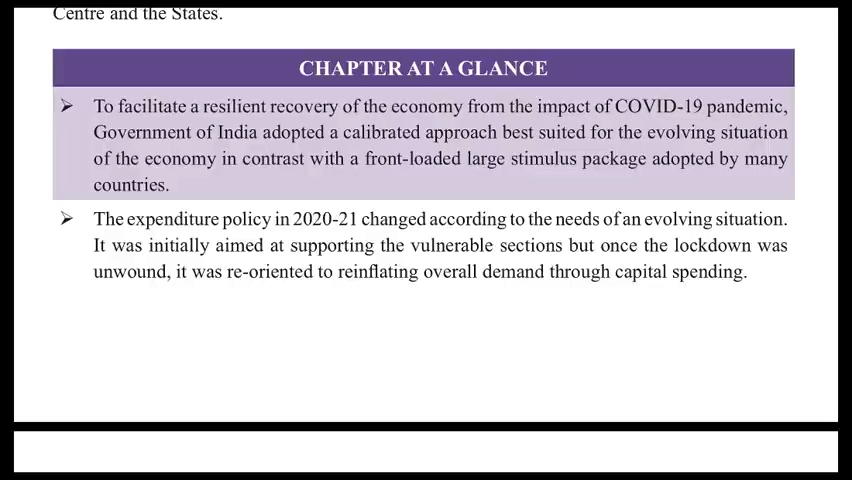 Centre and the States.
CHAPTER AT A GLANCE
➢ To facilitate a resilient recovery of the economy from the impact of COVID-19 pandemic,
Government of India adopted a calibrated approach best suited for the evolving situation
of the economy in contrast with a front-loaded large stimulus package adopted by many
countries.
➢ The expenditure policy in 2020-21 changed according to the needs of an evolving situation.
It was initially aimed at supporting the vulnerable sections but once the lockdown was
unwound, it was re-oriented to reinflating overall demand through capital spending.